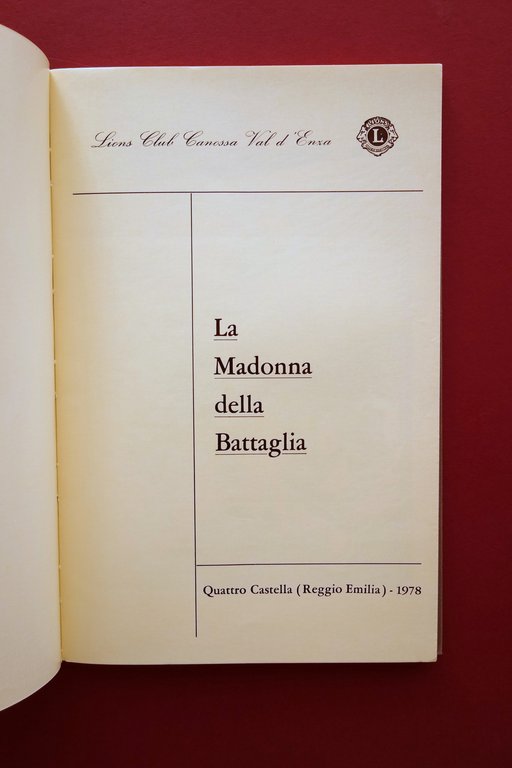 Lions Club Canossa Val d'Enza
L
La
Madonna
della
Battaglia
Quattro Castella (Reggio Emilia) - 1978